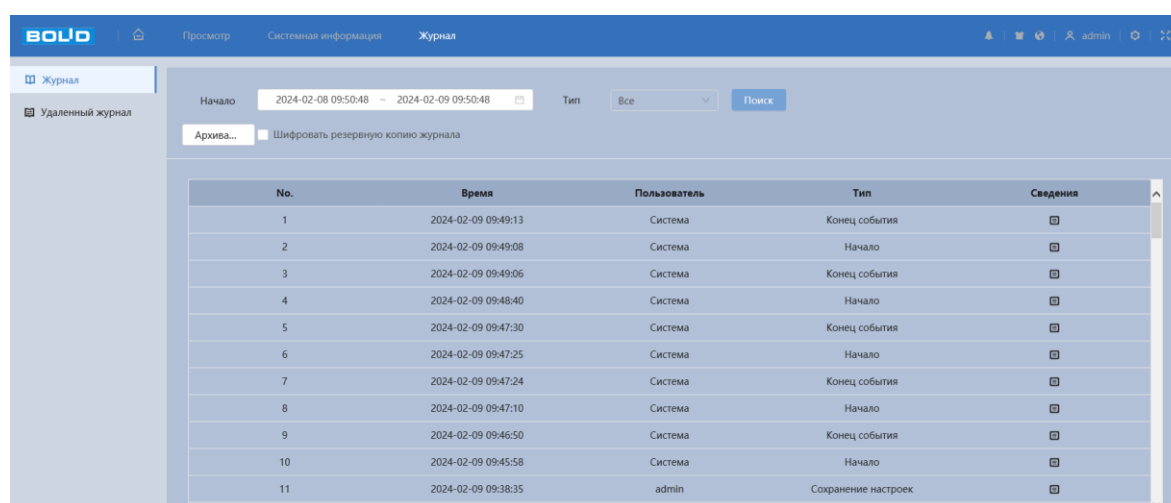 BOLID Просмотр Системная информация Журнал admin
Журнал
Удаленный журнал
Начало 2024-02-08 09:50:48 ~ 2024-02-09 09:50:48 Тип Все Поиск
Архива... Шифровать резервную копию журнала
No. Время Пользователь Тип Сведения
1 2024-02-09 09:49:13 Система Конец события
2 2024-02-09 09:49:08 Система Начало
3 2024-02-09 09:49:06 Система Конец события
4 2024-02-09 09:48:40 Система Начало
5 2024-02-09 09:47:30 Система Конец события
6 2024-02-09 09:47:25 Система Начало
7 2024-02-09 09:47:24 Система Конец события
8 2024-02-09 09:47:10 Система Начало
9 2024-02-09 09:46:50 Система Конец события
10 2024-02-09 09:45:58 Система Начало
11 2024-02-09 09:38:35 admin Сохранение настроек